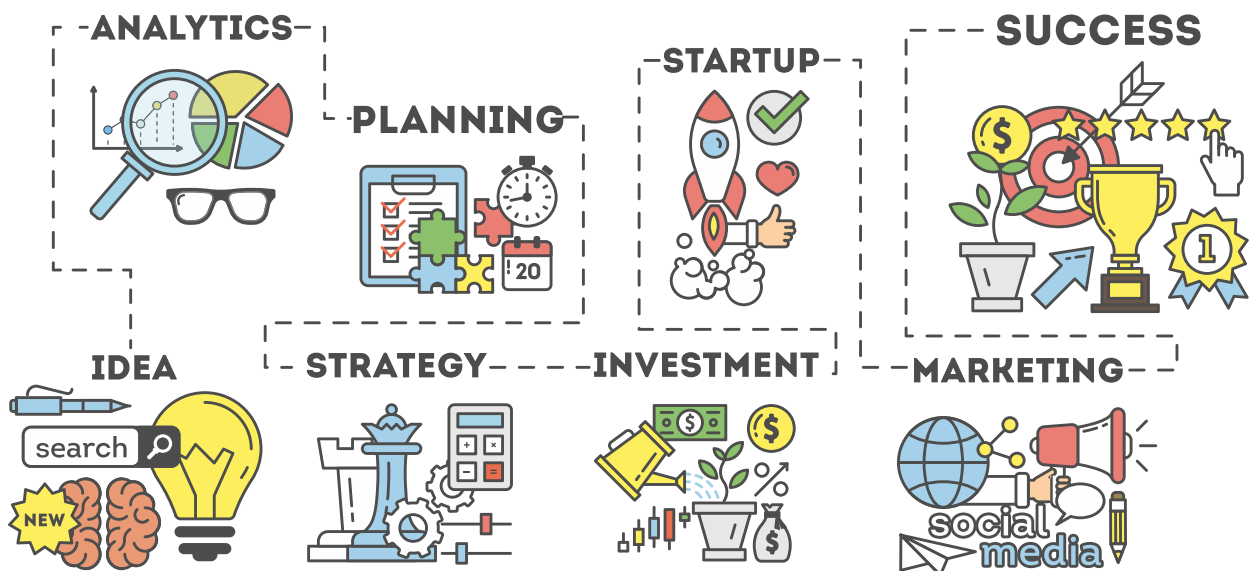 ANALYTICS
SUCCESS
STARTUP
PLANNING
$
20
1
IDEA
STRATEGY
INVESTMENT
MARKETING
search
NEW
+ ×
− =
$
$
$
social
media